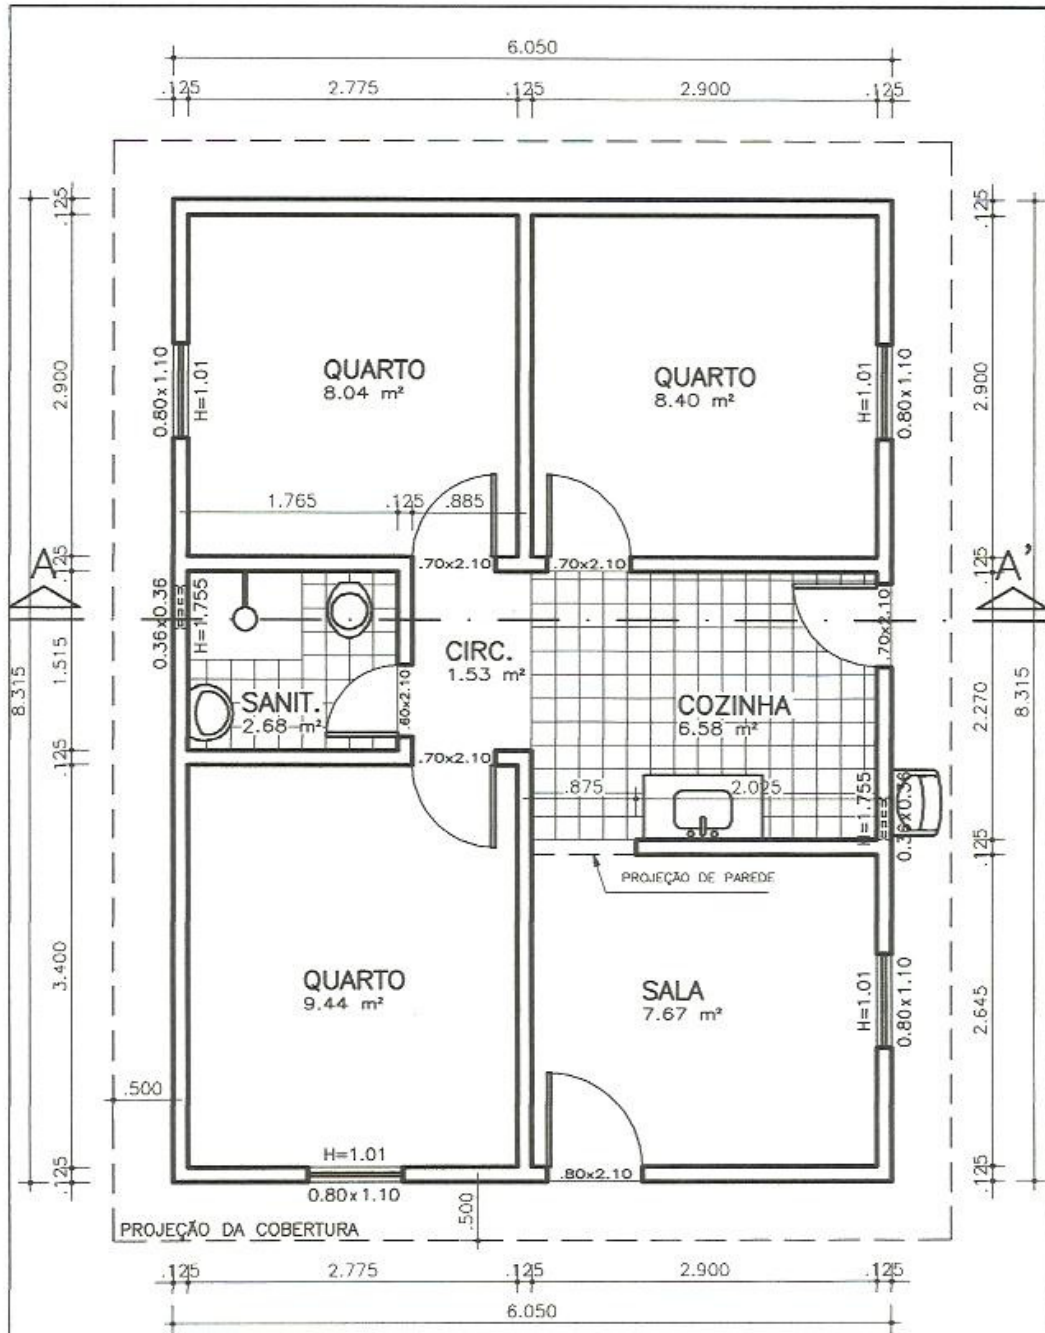 6.050
.125 2.775 .125 2.900 .125
.125
2.900
.125
1.515
.125
3.400
.125
8.315
.125
2.900
.125
2.270
.125
2.645
.125
8.315
QUARTO
8.04 m²
QUARTO
8.40 m²
0.80x1.10
H=1.01
H=1.01
0.80x1.10
1.765 .125 .885
.70x2.10
.70x2.10
A
A'
0.36x0.36
H=1.755
.70x2.10
CIRC.
1.53 m²
SANIT.
2.68 m²
.60x2.10
COZINHA
6.58 m²
.70x2.10
.875
2.025
H=1.755
0.36x0.36
PROJEÇÃO DE PAREDE
QUARTO
9.44 m²
SALA
7.67 m²
H=1.01
0.80x1.10
.500
H=1.01
0.80x1.10
.80x2.10
.500
PROJEÇÃO DA COBERTURA
.125 2.775 .125 2.900 .125
6.050